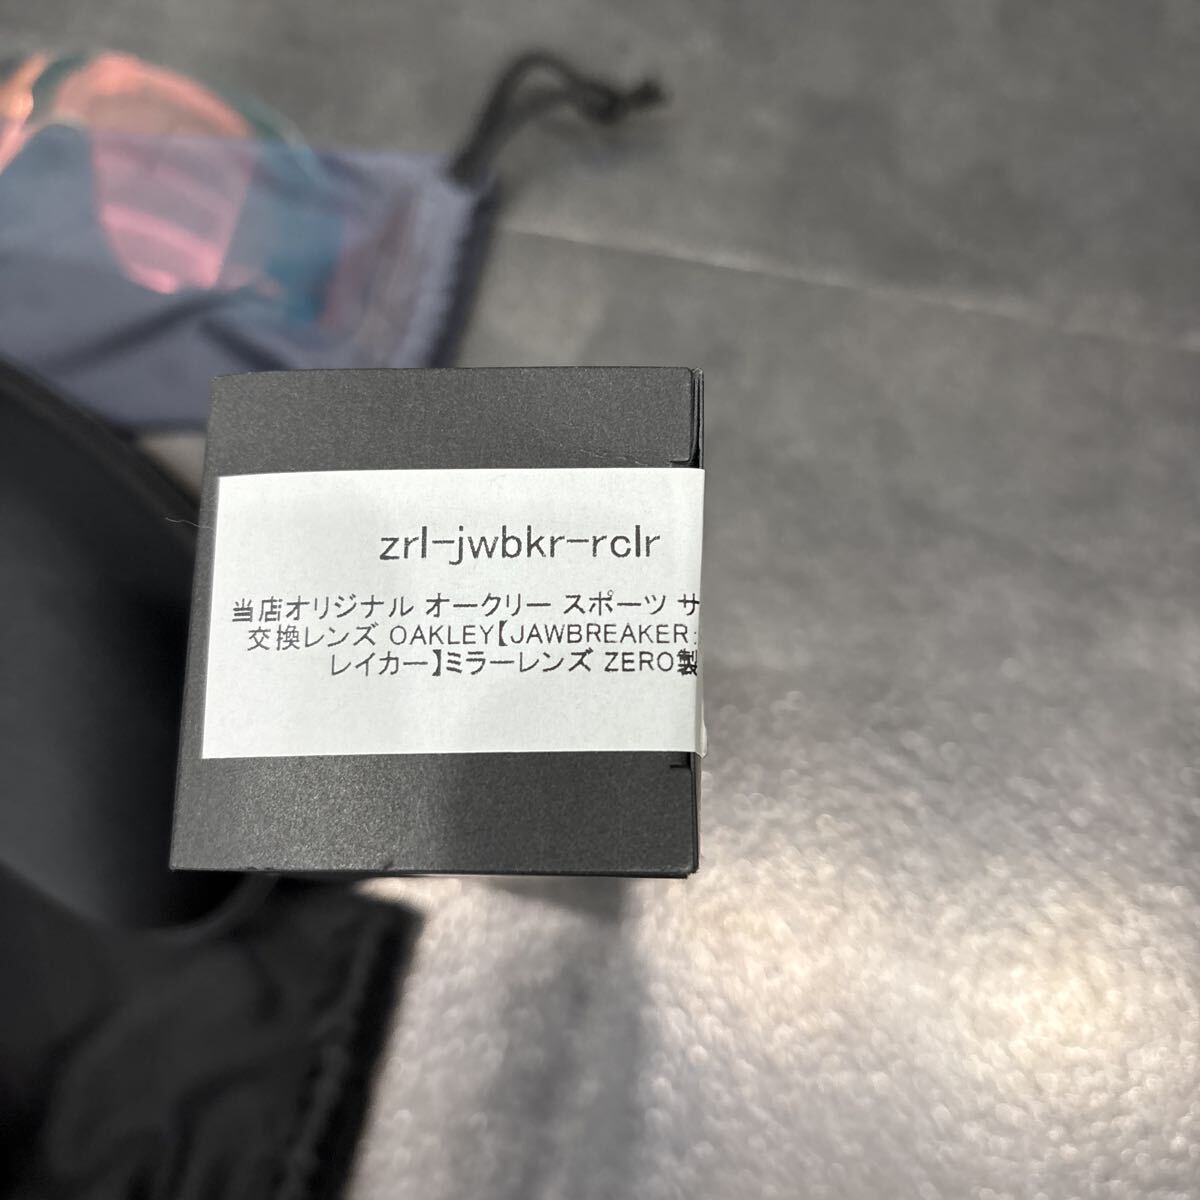 zrl-jwbkr-rclr
当店オリジナル オークリー スポーツ サ
交換レンズ OAKLEY【JAWBREAKER:
レイカー】ミラーレンズ ZERO製